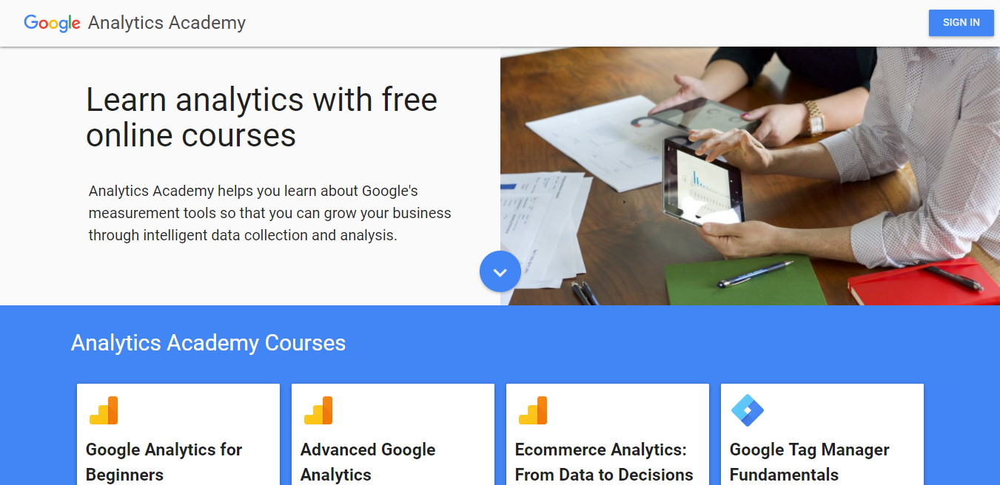 Google Analytics Academy
SIGN IN
Learn analytics with free
online courses
Analytics Academy helps you learn about Google's
measurement tools so that you can grow your business
through intelligent data collection and analysis.
Analytics Academy Courses
Google Analytics for
Beginners
Advanced Google
Analytics
Ecommerce Analytics:
From Data to Decisions
Google Tag Manager
Fundamentals